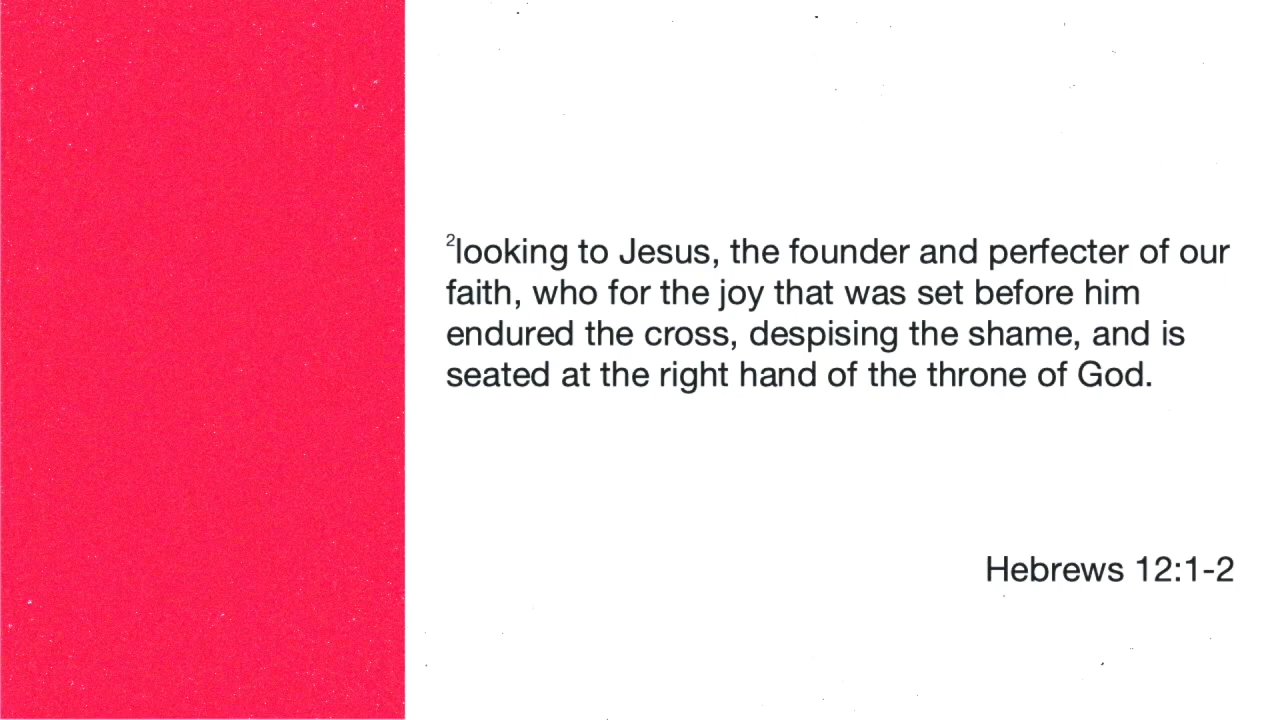 ²looking to Jesus, the founder and perfecter of our
faith, who for the joy that was set before him
endured the cross, despising the shame, and is
seated at the right hand of the throne of God.
Hebrews 12:1-2